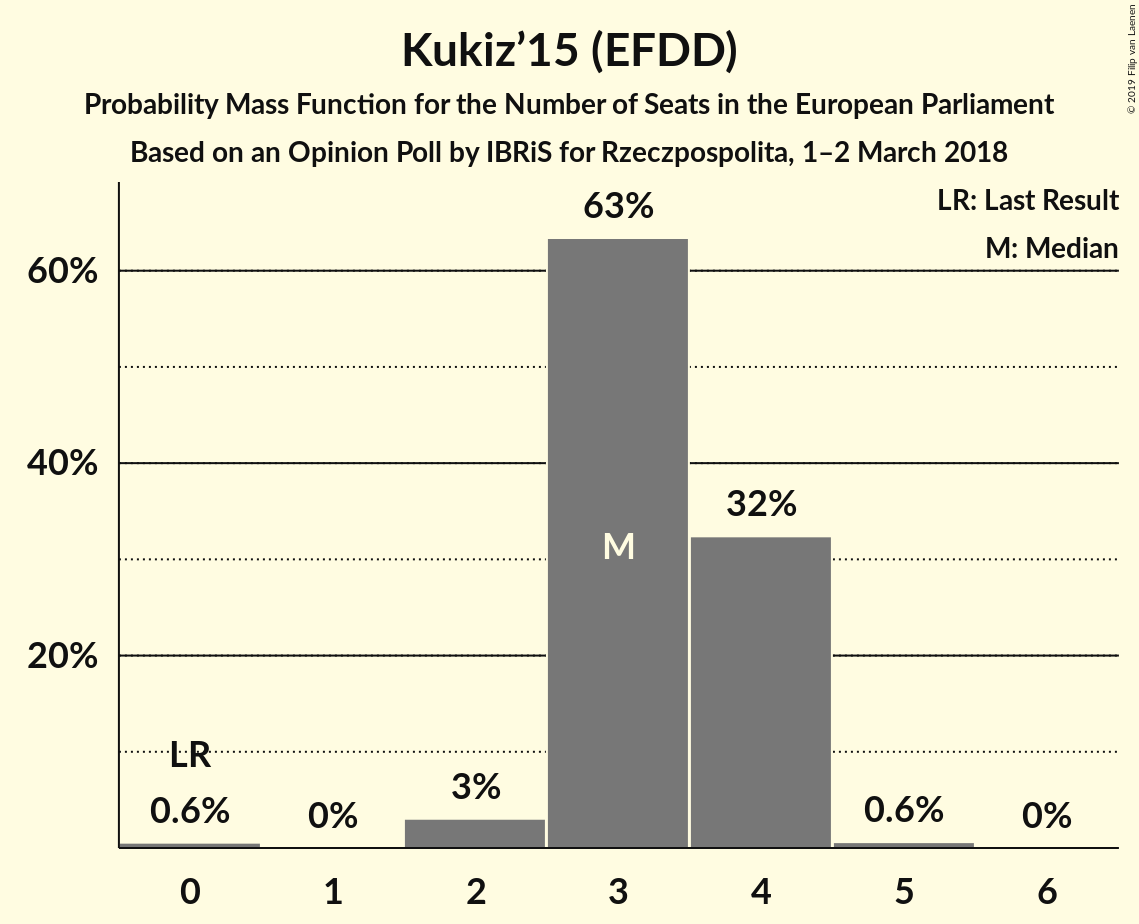 Kukiz’15 (EFDD)
Probability Mass Function for the Number of Seats in the European Parliament
Based on an Opinion Poll by IBRiS for Rzeczpospolita, 1–2 March 2018
© 2019 Filip van Laenen
LR: Last Result
M: Median
63%
60%
40%
32%
M
20%
LR
0.6%
0%
3%
0.6%
0%
0 1 2 3 4 5 6